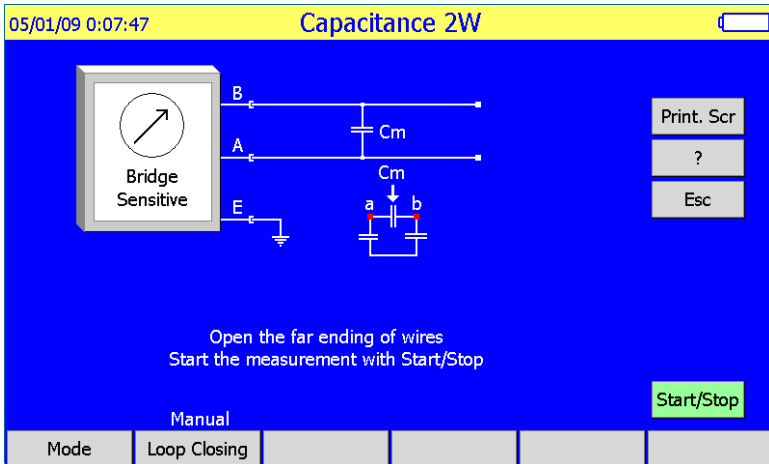 05/01/09 0:07:47 Capacitance 2W
B
Cm
A
Bridge
Sensitive
Cm
a b
E
Print. Scr
?
Esc
Open the far ending of wires
Start the measurement with Start/Stop
Start/Stop
Manual
Mode Loop Closing